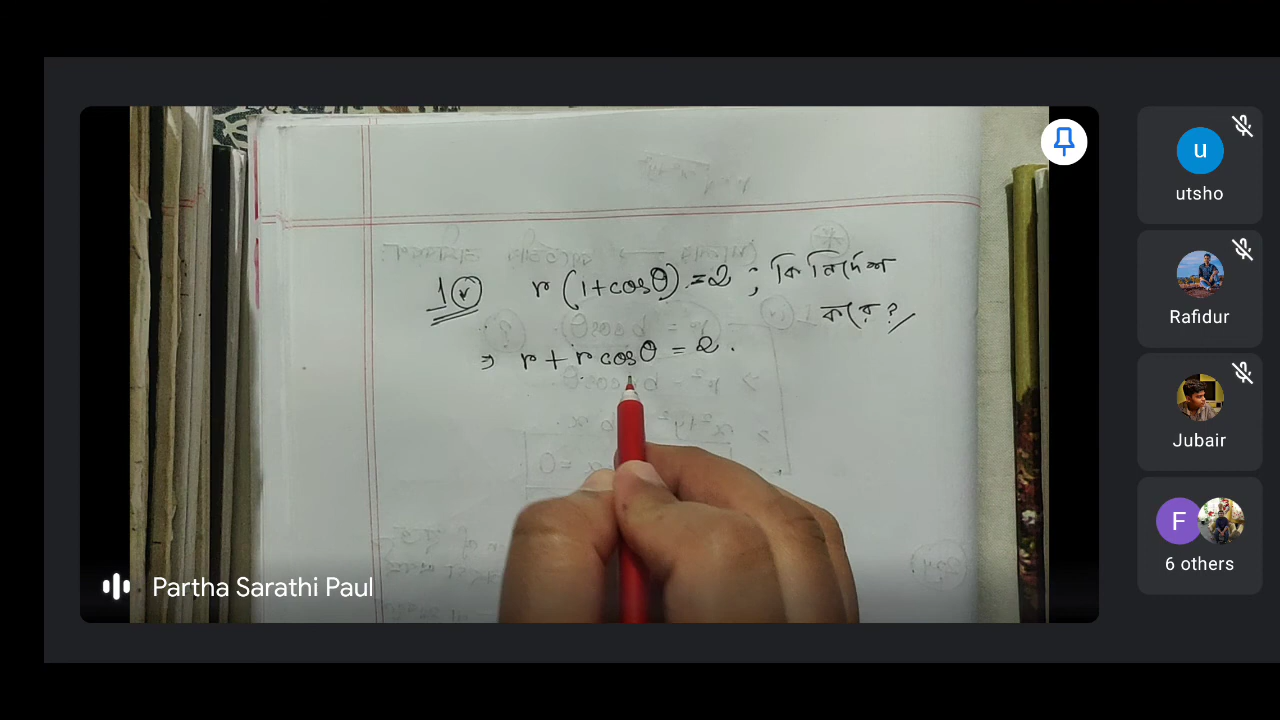 1(v) r (1+cosθ) = 2 ; কি নির্দেশ
করে?
⇒ r + r cosθ = 2 .
Partha Sarathi Paul
u
utsho
Rafidur
Jubair
F
6 others